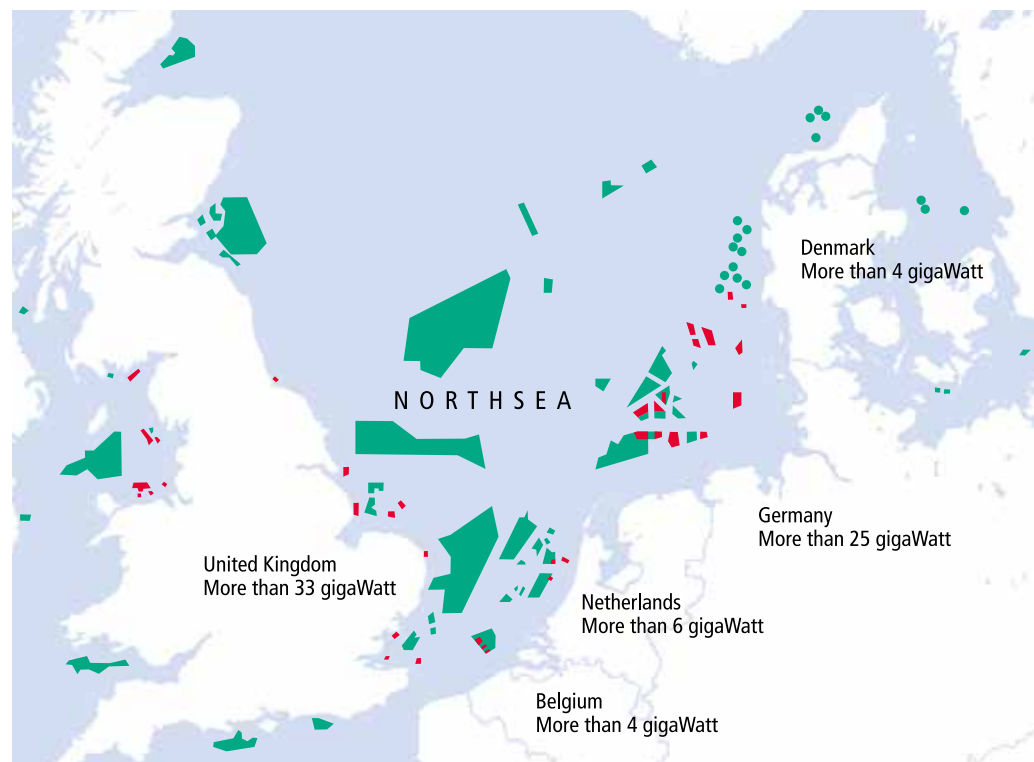 Denmark
More than 4 gigaWatt
NORTHSEA
Germany
More than 25 gigaWatt
United Kingdom
More than 33 gigaWatt
Netherlands
More than 6 gigaWatt
Belgium
More than 4 gigaWatt